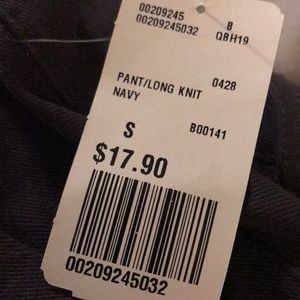 00209245 B
00209245032 QBH19
PANT/LONG KNIT 0428
NAVY
S B00141
$17.90
00209245032